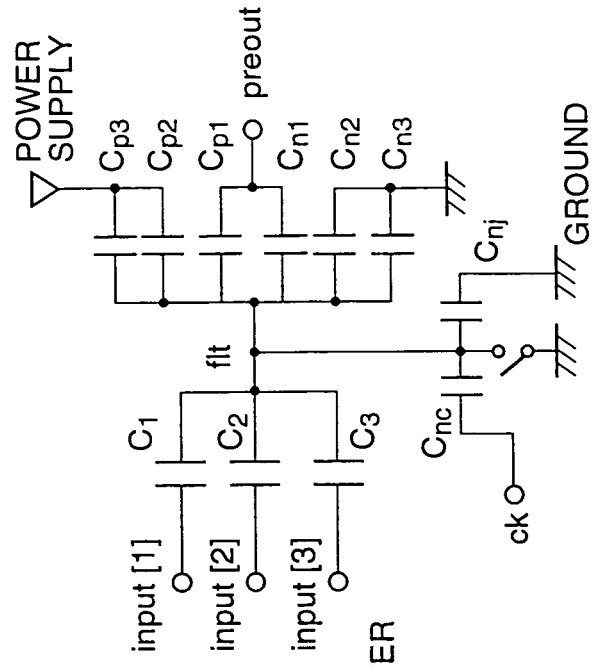 POWER
SUPPLY
Cp3
Cp2
Cp1
preout
Cn1
Cn2
Cn3
flt
C1
C2
C3
input [1]
input [2]
input [3]
Cnj
GROUND
Cnc
ck
ER